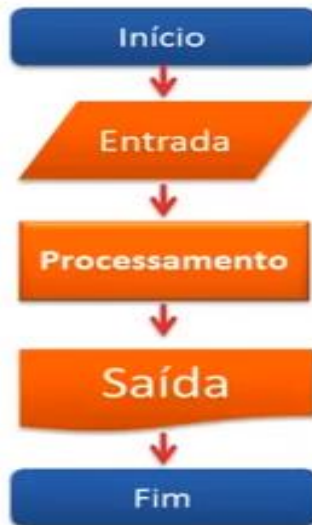 Início
Entrada
Processamento
Saída
Fim